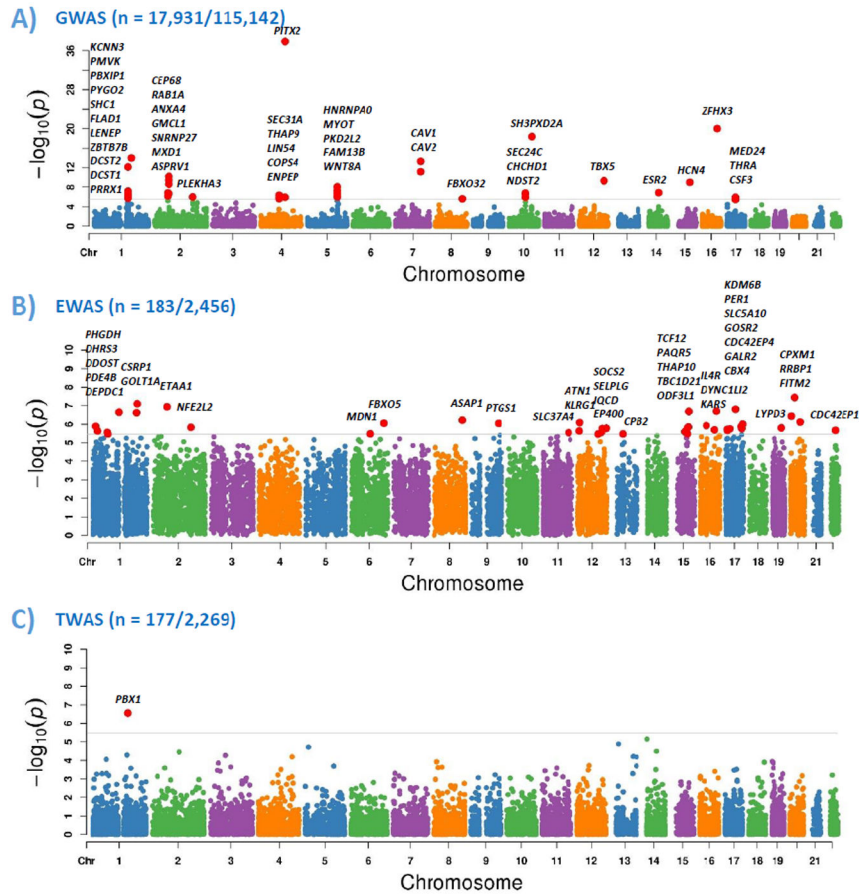 A) GWAS (n = 17,931/115,142)
PITX2
KCNN3
PMVK
PBXIP1
PYGO2
SHC1
FLAD1
LENEP
ZBTB7B
DCST2
DCST1
PRRX1
CEP68
RAB1A
ANXA4
GMCL1
SNRNP27
MXD1
ASPRV1
PLEKHA3
SEC31A
THAP9
LIN54
COPS4
ENPEP
HNRNPA0
MYOT
PKD2L2
FAM13B
WNT8A
CAV1
CAV2
FBXO32
SH3PXD2A
SEC24C
CHCHD1
NDST2
TBX5
ESR2
HCN4
ZFHX3
MED24
THRA
CSF3
−log10(p)
36
28
20
16
12
8
4
0
Chr 1 2 3 4 5 6 7 8 9 10 11 12 13 14 15 16 17 18 19 21
Chromosome
B) EWAS (n = 183/2,456)
PHGDH
DHRS3
DDOST
PDE4B
DEPDC1
CSRP1
GOLT1A
ETAA1
NFE2L2
MDN1
FBXO5
ASAP1
PTGS1
SLC37A4
ATN1
KLRG1
SOCS2
SELPLG
IQCD
EP400
CPB2
TCF12
PAQR5
THAP10
TBC1D21
ODF3L1
IL4R
DYNC1LI2
KARS
KDM6B
PER1
SLC5A10
GOSR2
CDC42EP4
GALR2
CBX4
LYPD3
CPXM1
RRBP1
FITM2
CDC42EP1
−log10(p)
10
9
8
7
6
5
4
3
2
1
0
Chr 1 2 3 4 5 6 7 8 9 10 11 12 13 14 15 16 17 18 19 21
Chromosome
C) TWAS (n = 177/2,269)
PBX1
−log10(p)
10
9
8
7
6
5
4
3
2
1
0
Chr 1 2 3 4 5 6 7 8 9 10 11 12 13 14 15 16 17 18 19 21
Chromosome